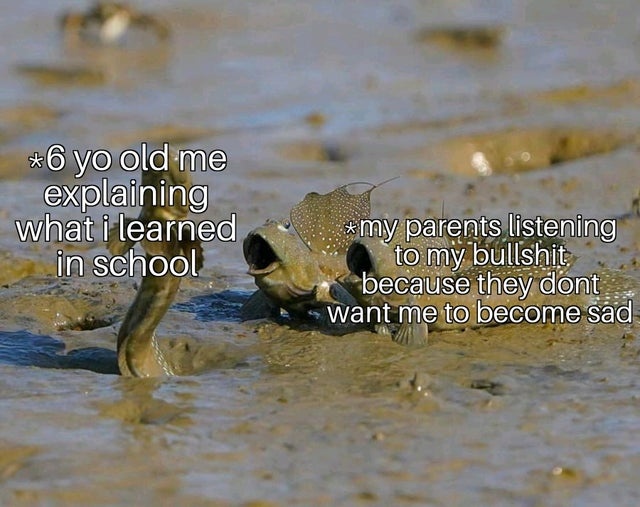 *6 yo old me
explaining
what i learned
in school
*my parents listening
to my bullshit
because they dont
want me to become sad